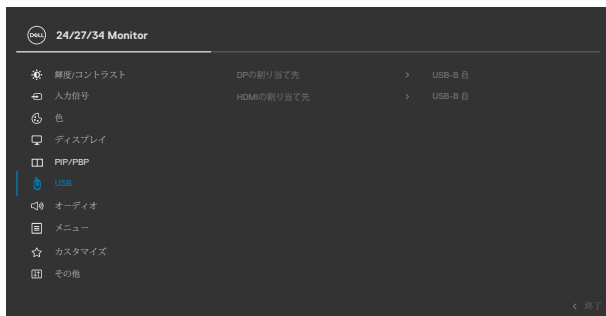 DELL 24/27/34 Monitor
輝度/コントラスト DPの割り当て先 > USB-B
入力信号 HDMIの割り当て先 > USB-B
色
ディスプレイ
PIP/PBP
USB
オーディオ
メニュー
カスタマイズ
その他
< 終了